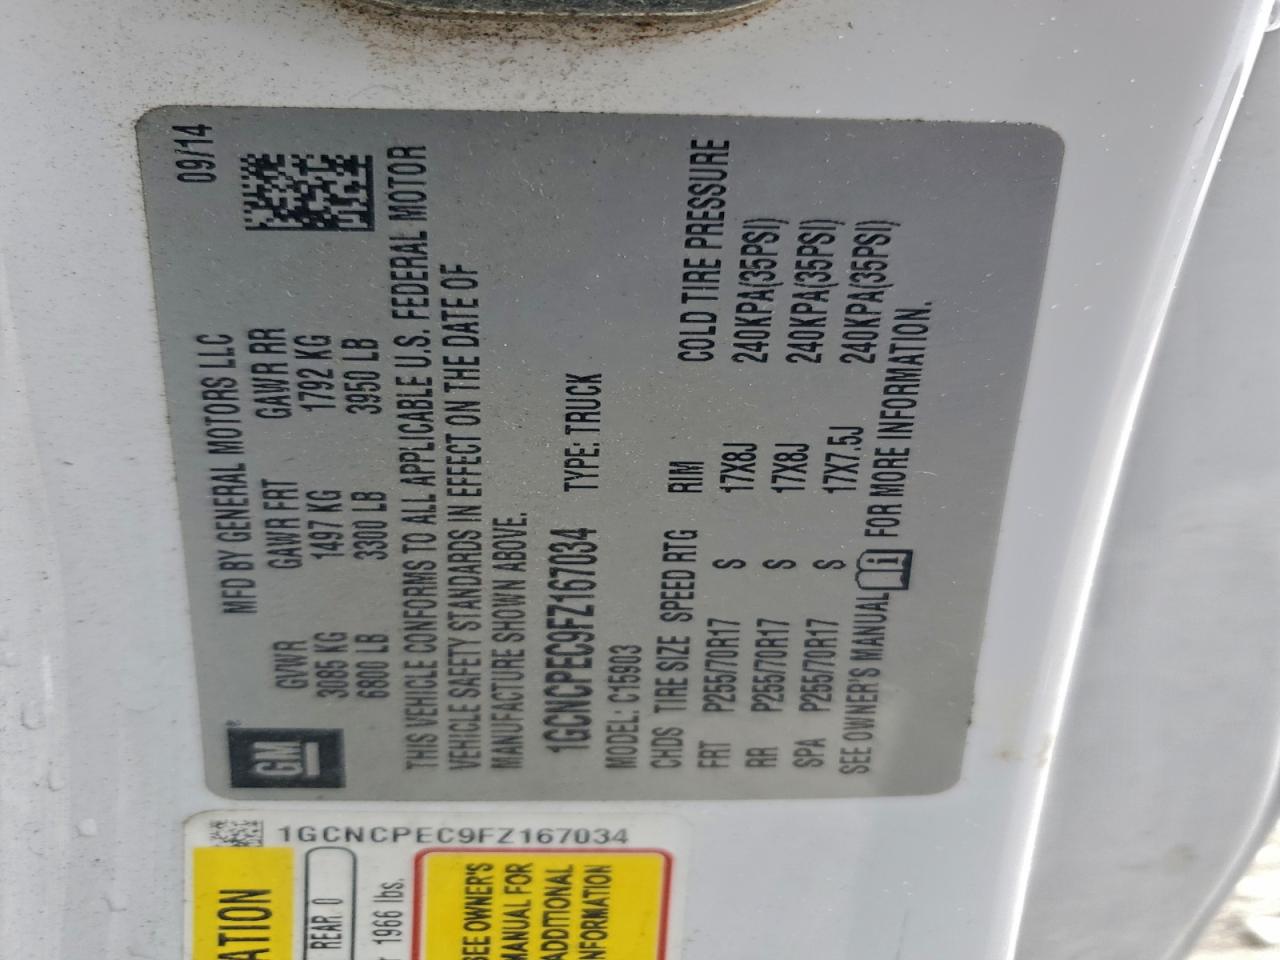 MFD BY GENERAL MOTORS LLC 09/14
GVWR GAWR FRT GAWR RR
3085 KG 1497 KG 1792 KG
6800 LB 3300 LB 3950 LB
GM
THIS VEHICLE CONFORMS TO ALL APPLICABLE U.S. FEDERAL MOTOR
VEHICLE SAFETY STANDARDS IN EFFECT ON THE DATE OF
MANUFACTURE SHOWN ABOVE.
1GCNCPEC9FZ167034 TYPE: TRUCK
MODEL: C15903
CHDS TIRE SIZE SPEED RTG RIM COLD TIRE PRESSURE
FRT P255/70R17 S 17X8J 240KPA(35PSI)
RR P255/70R17 S 17X8J 240KPA(35PSI)
SPA P255/70R17 S 17X7.5J 240KPA(35PSI)
SEE OWNER'S MANUAL i FOR MORE INFORMATION.
1GCNCPEC9FZ167034
ATION
REAR 0
1966 lbs.
SEE OWNER'S
MANUAL FOR
ADDITIONAL
INFORMATION